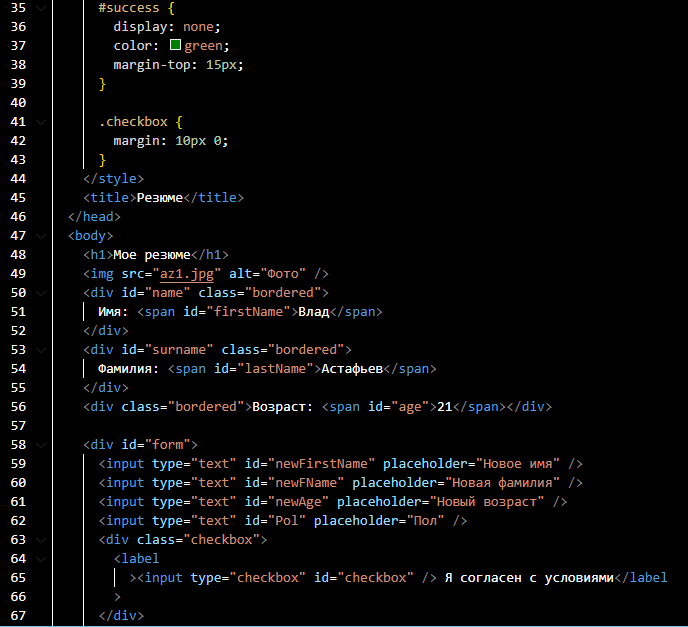 35 #success {
36 display: none;
37 color: green;
38 margin-top: 15px;
39 }
40
41 .checkbox {
42 margin: 10px 0;
43 }
44 </style>
45 <title>Резюме</title>
46 </head>
47 <body>
48 <h1>Мое резюме</h1>
49 <img src="az1.jpg" alt="Фото" />
50 <div id="name" class="bordered">
51 Имя: <span id="firstName">Влад</span>
52 </div>
53 <div id="surname" class="bordered">
54 Фамилия: <span id="lastName">Астафьев</span>
55 </div>
56 <div class="bordered">Возраст: <span id="age">21</span></div>
57
58 <div id="form">
59 <input type="text" id="newFirstName" placeholder="Новое имя" />
60 <input type="text" id="newFName" placeholder="Новая фамилия" />
61 <input type="text" id="newAge" placeholder="Новый возраст" />
62 <input type="text" id="Pol" placeholder="Пол" />
63 <div class="checkbox">
64 <label
65 ><input type="checkbox" id="checkbox" /> Я согласен с условиями</label
66 >
67 </div>